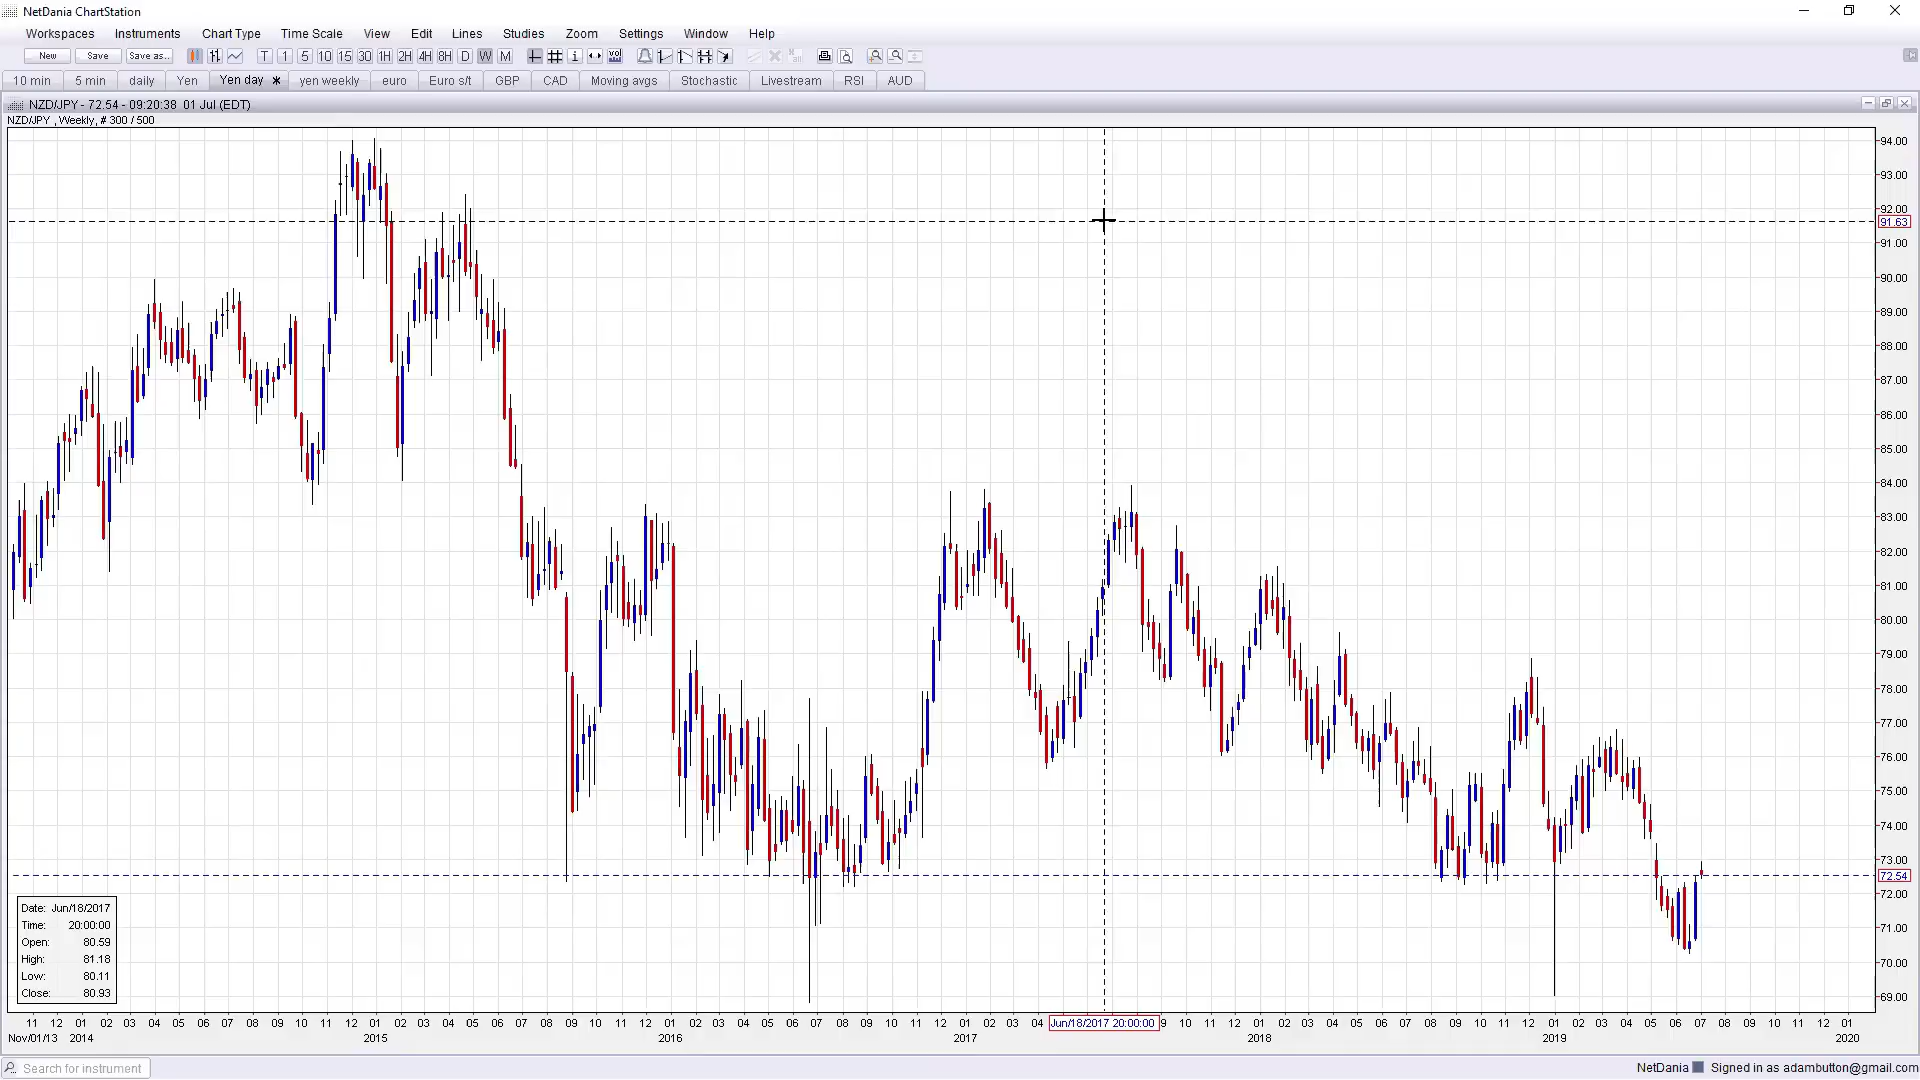 NetDania ChartStation
Workspaces Instruments Chart Type Time Scale View Edit Lines Studies Zoom Settings Window Help
New Save Save as... T 1 5 10 15 30 1H 2H 4H 8H D W M
10 min 5 min daily Yen Yen day yen weekly euro Euro s/t GBP CAD Moving avgs Stochastic Livestream RSI AUD
NZD/JPY - 72.54 - 09:20:38 01 Jul (EDT)
NZD/JPY , Weekly, # 300 / 500
94.00
93.00
92.00
91.63
91.00
90.00
89.00
88.00
87.00
86.00
85.00
84.00
83.00
82.00
81.00
80.00
79.00
78.00
77.00
76.00
75.00
74.00
73.00
72.54
72.00
71.00
70.00
69.00
Date: Jun/18/2017
Time: 20:00:00
Open: 80.59
High: 81.18
Low: 80.11
Close: 80.93
11 12 01 02 03 04 05 06 07 08 09 10 11 12 01 02 03 04 05 06 07 08 09 10 11 12 01 02 03 04 05 06 07 08 09 10 11 12 01 02 03 04 Jun/18/2017 20:00:00 9 10 11 12 01 02 03 04 05 06 07 08 09 10 11 12 01 02 03 04 05 06 07 08 09 10 11 12 01
Nov/01/13 2014 2015 2016 2017 2018 2019 2020
Search for instrument NetDania Signed in as adambutton@gmail.com